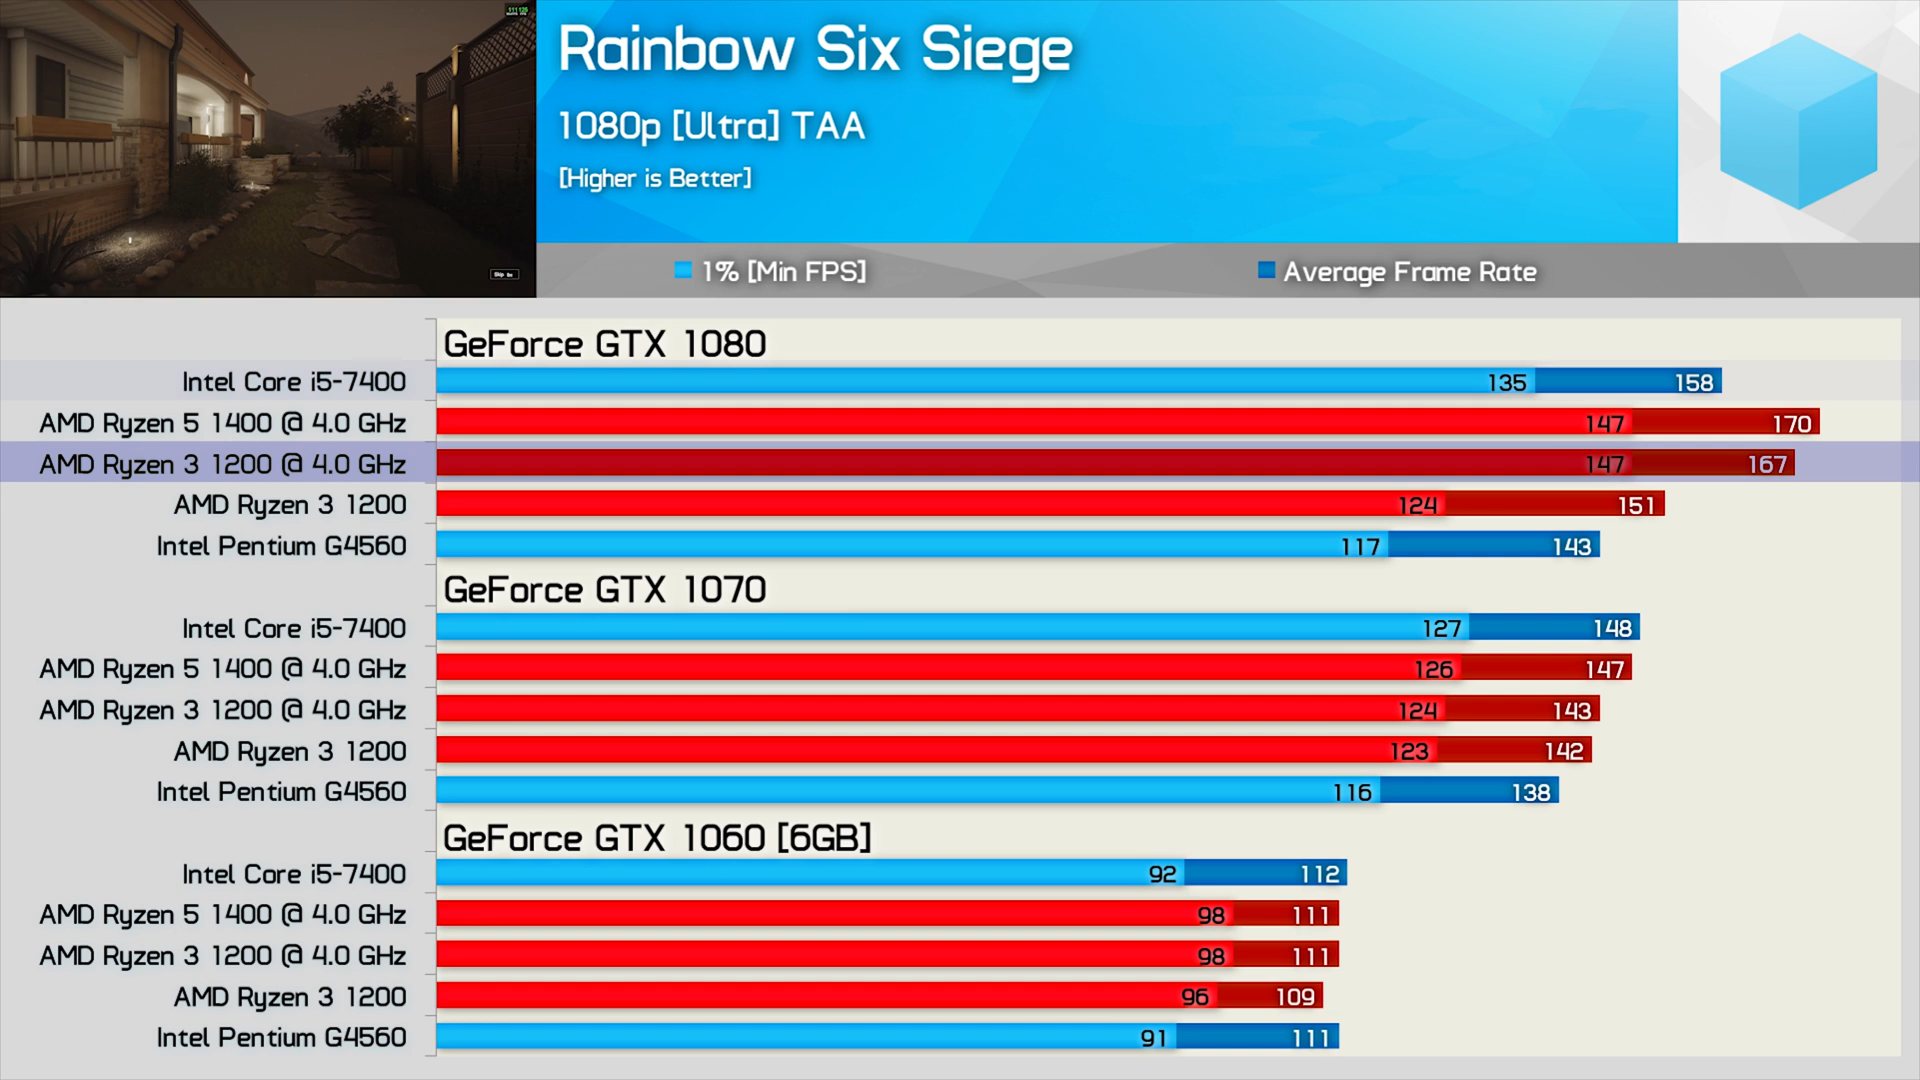 Rainbow Six Siege
1080p [Ultra] TAA
[Higher is Better]
1% [Min FPS]
Average Frame Rate
GeForce GTX 1080
Intel Core i5-7400 135 158
AMD Ryzen 5 1400 @ 4.0 GHz 147 170
AMD Ryzen 3 1200 @ 4.0 GHz 147 167
AMD Ryzen 3 1200 124 151
Intel Pentium G4560 117 143
GeForce GTX 1070
Intel Core i5-7400 127 148
AMD Ryzen 5 1400 @ 4.0 GHz 126 147
AMD Ryzen 3 1200 @ 4.0 GHz 124 143
AMD Ryzen 3 1200 123 142
Intel Pentium G4560 116 138
GeForce GTX 1060 [6GB]
Intel Core i5-7400 92 112
AMD Ryzen 5 1400 @ 4.0 GHz 98 111
AMD Ryzen 3 1200 @ 4.0 GHz 98 111
AMD Ryzen 3 1200 96 109
Intel Pentium G4560 91 111